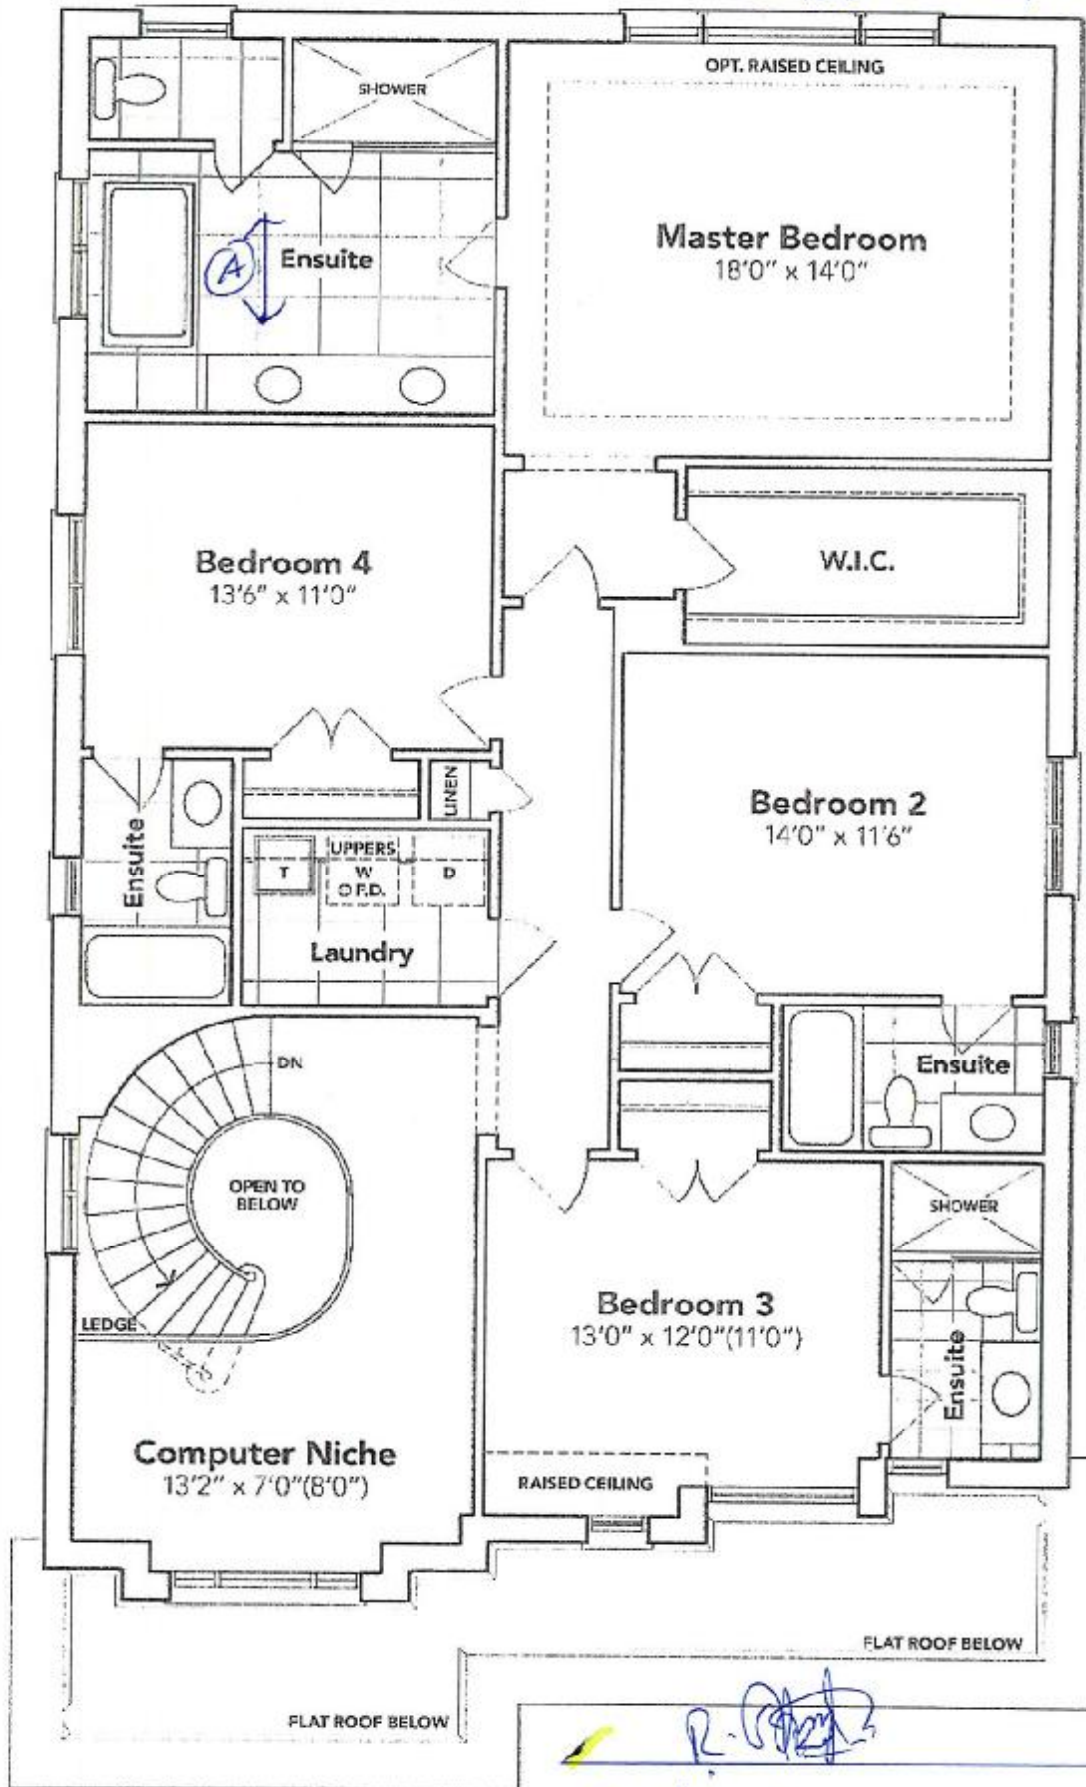 SHOWER
OPT. RAISED CEILING
Master Bedroom
18'0" x 14'0"
A
Ensuite
Bedroom 4
13'6" x 11'0"
W.I.C.
LINEN
Bedroom 2
14'0" x 11'6"
Ensuite
UPPERS
T
W
D
O F.D.
Laundry
DN
Ensuite
OPEN TO
BELOW
SHOWER
LEDGE
Bedroom 3
13'0" x 12'0"(11'0")
Ensuite
Computer Niche
13'2" x 7'0"(8'0")
RAISED CEILING
FLAT ROOF BELOW
FLAT ROOF BELOW
R.